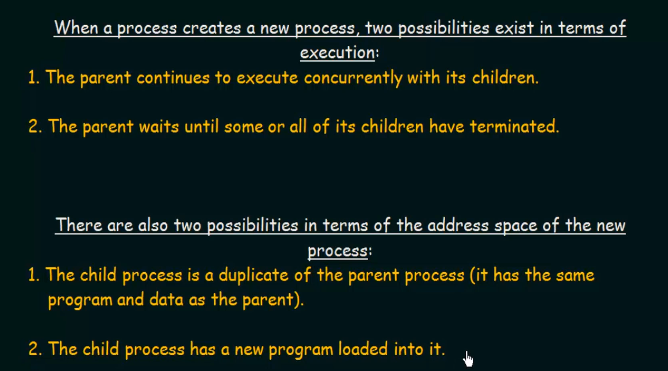 When a process creates a new process, two possibilities exist in terms of
execution:
1. The parent continues to execute concurrently with its children.
2. The parent waits until some or all of its children have terminated.
There are also two possibilities in terms of the address space of the new
process:
1. The child process is a duplicate of the parent process (it has the same
program and data as the parent).
2. The child process has a new program loaded into it.